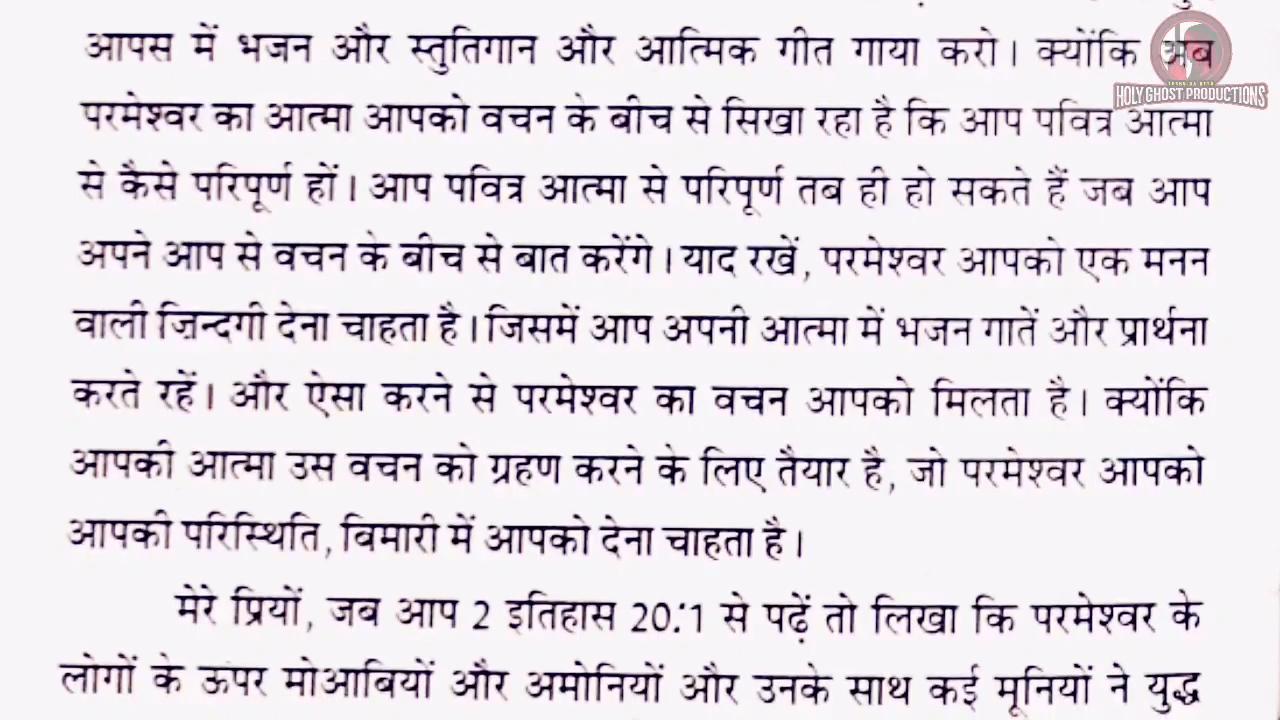 आपस में भजन और स्तुतिगान और आत्मिक गीत गाया करो। क्योंकि अब
HOLY GHOST PRODUCTIONS
परमेश्वर का आत्मा आपको वचन के बीच से सिखा रहा है कि आप पवित्र आत्मा
से कैसे परिपूर्ण हों। आप पवित्र आत्मा से परिपूर्ण तब ही हो सकते हैं जब आप
अपने आप से वचन के बीच से बात करेंगे। याद रखें, परमेश्वर आपको एक मनन
वाली ज़िन्दगी देना चाहता है। जिसमें आप अपनी आत्मा में भजन गातें और प्रार्थना
करते रहें। और ऐसा करने से परमेश्वर का वचन आपको मिलता है। क्योंकि
आपकी आत्मा उस वचन को ग्रहण करने के लिए तैयार है, जो परमेश्वर आपको
आपकी परिस्थिति, बिमारी में आपको देना चाहता है।
मेरे प्रियों, जब आप 2 इतिहास 20:1 से पढ़ें तो लिखा कि परमेश्वर के
लोगों के ऊपर मोआबियों और अमोनियों और उनके साथ कई मूनियों ने युद्ध